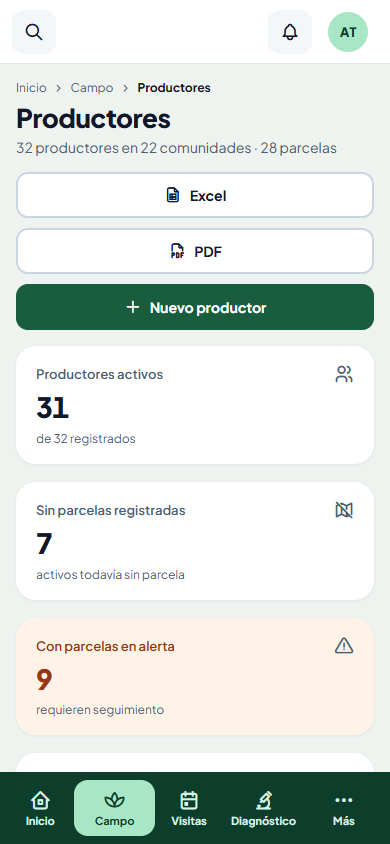 AT
Inicio > Campo > Productores
Productores
32 productores en 22 comunidades · 28 parcelas
Excel
PDF
+ Nuevo productor
Productores activos
31
de 32 registrados
Sin parcelas registradas
7
activos todavía sin parcela
Con parcelas en alerta
9
requieren seguimiento
Inicio Campo Visitas Diagnóstico Más